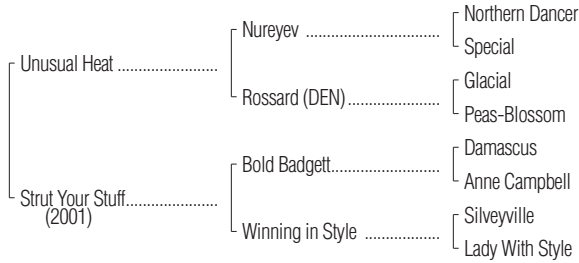 Northern Dancer
Nureyev ........................................
Special
Unusual Heat ..............................
Glacial
Rossard (DEN) ............................
Peas-Blossom
Damascus
Bold Badgett.................................
Anne Campbell
Strut Your Stuff............................
(2001)
Silveyville
Winning in Style .......................
Lady With Style